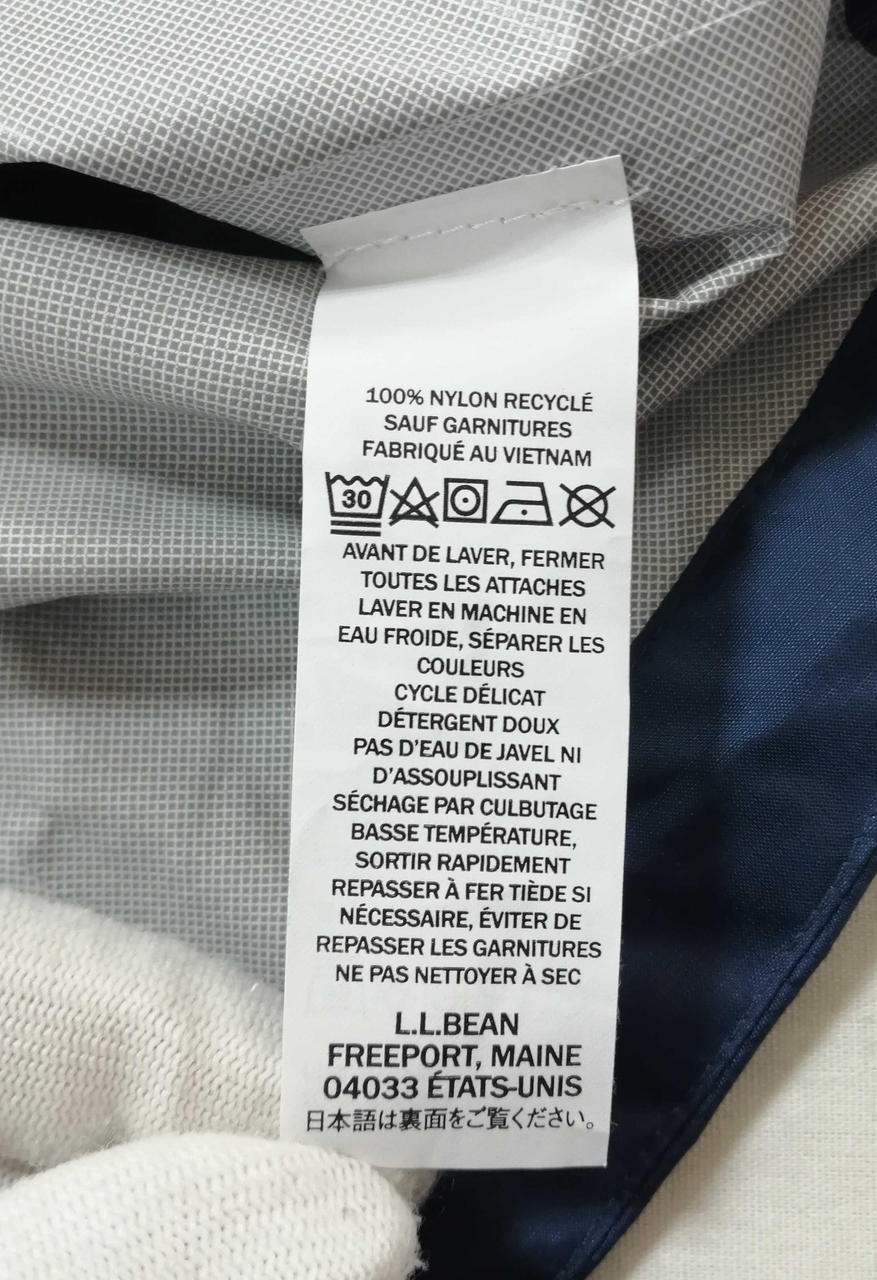 100% NYLON RECYCLÉ
SAUF GARNITURES
FABRIQUÉ AU VIETNAM
30
AVANT DE LAVER, FERMER
TOUTES LES ATTACHES
LAVER EN MACHINE EN
EAU FROIDE, SÉPARER LES
COULEURS
CYCLE DÉLICAT
DÉTERGENT DOUX
PAS D'EAU DE JAVEL NI
D'ASSOUPLISSANT
SÉCHAGE PAR CULBUTAGE
BASSE TEMPÉRATURE,
SORTIR RAPIDEMENT
REPASSER À FER TIÈDE SI
NÉCESSAIRE, ÉVITER DE
REPASSER LES GARNITURES
NE PAS NETTOYER À SEC
L.L.BEAN
FREEPORT, MAINE
04033 ÉTATS-UNIS
日本語は裏面をご覧ください。